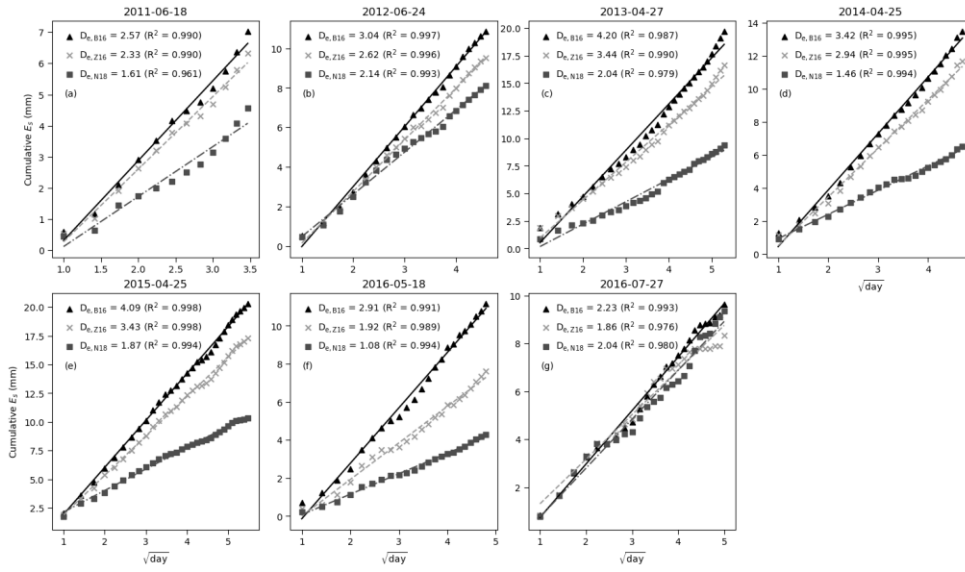 2011-06-18
D_e,B16 = 2.57 (R² = 0.990)
D_e,Z16 = 2.33 (R² = 0.990)
D_e,N18 = 1.61 (R² = 0.961)
(a)
Cumulative E_s (mm)
7
6
5
4
3
2
1
0
1.0 1.5 2.0 2.5 3.0 3.5
2012-06-24
D_e,B16 = 3.04 (R² = 0.997)
D_e,Z16 = 2.62 (R² = 0.996)
D_e,N18 = 2.14 (R² = 0.993)
(b)
10
8
6
4
2
0
1 2 3 4
2013-04-27
D_e,B16 = 4.20 (R² = 0.987)
D_e,Z16 = 3.44 (R² = 0.990)
D_e,N18 = 2.04 (R² = 0.979)
(c)
20.0
17.5
15.0
12.5
10.0
7.5
5.0
2.5
0.0
1 2 3 4 5
√day
2014-04-25
D_e,B16 = 3.42 (R² = 0.995)
D_e,Z16 = 2.94 (R² = 0.995)
D_e,N18 = 1.46 (R² = 0.994)
(d)
14
12
10
8
6
4
2
0
1 2 3 4
√day
2015-04-25
D_e,B16 = 4.09 (R² = 0.998)
D_e,Z16 = 3.43 (R² = 0.998)
D_e,N18 = 1.87 (R² = 0.994)
(e)
Cumulative E_s (mm)
20.0
17.5
15.0
12.5
10.0
7.5
5.0
2.5
1 2 3 4 5
√day
2016-05-18
D_e,B16 = 2.91 (R² = 0.991)
D_e,Z16 = 1.92 (R² = 0.989)
D_e,N18 = 1.08 (R² = 0.994)
(f)
10
8
6
4
2
0
1 2 3 4 5
√day
2016-07-27
D_e,B16 = 2.23 (R² = 0.993)
D_e,Z16 = 1.86 (R² = 0.976)
D_e,N18 = 2.04 (R² = 0.980)
(g)
10
8
6
4
2
1 2 3 4 5
√day